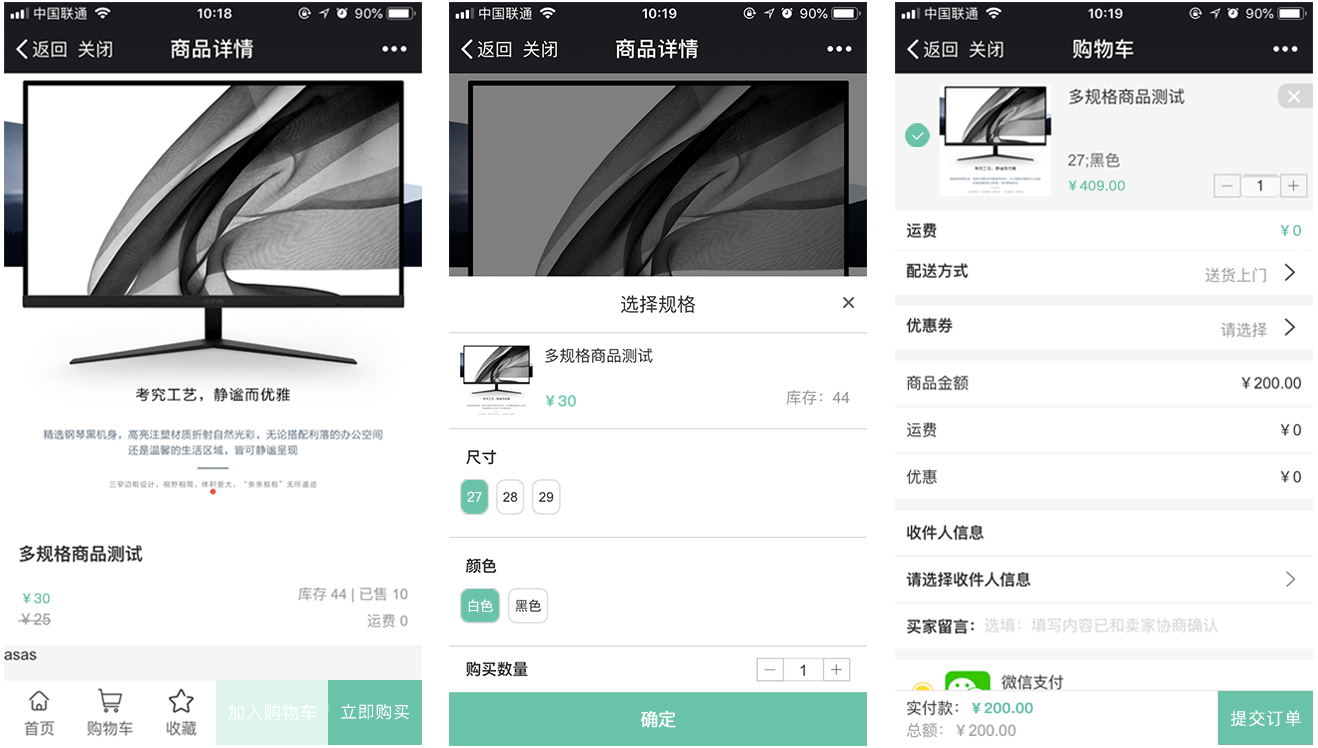 中国联通 10:18 90%
返回 关闭 商品详情
考究工艺，静谧而优雅
精选钢琴黑机身，高亮注塑材质折射自然光彩，无论搭配利落的办公空间
还是温馨的生活区域，皆可静谧呈现
三窄边框设计，视野相同，体积更大，“条条框框”无所遁迹
多规格商品测试
¥30
库存 44 | 已售 10
¥25
运费 0
asas
首页
购物车
收藏
加入购物车
立即购买
中国联通 10:19 90%
返回 关闭 商品详情
选择规格 ×
多规格商品测试
¥30
库存：44
尺寸
27 28 29
颜色
白色 黑色
购买数量 － 1 ＋
确定
中国联通 10:19 90%
返回 关闭 购物车
多规格商品测试
考究工艺，静谧而优雅
27;黑色
¥409.00 － 1 ＋
运费 ¥0
配送方式 送货上门
优惠券 请选择
商品金额 ¥200.00
运费 ¥0
优惠 ¥0
收件人信息
请选择收件人信息
买家留言： 选填：填写内容已和卖家协商确认
微信支付
实付款： ¥200.00
总额： ¥200.00
提交订单